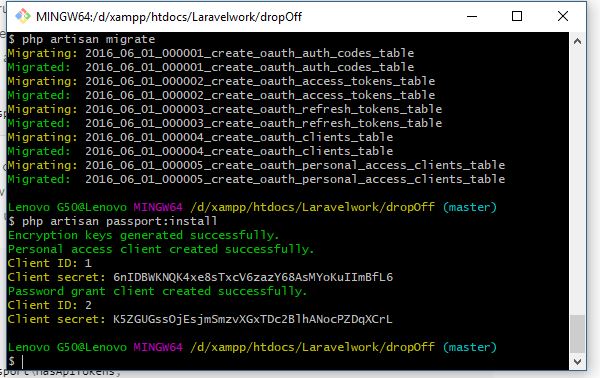 MINGW64:/d/xampp/htdocs/Laravelwork/dropOff
$ php artisan migrate
Migrating: 2016_06_01_000001_create_oauth_auth_codes_table
Migrated:  2016_06_01_000001_create_oauth_auth_codes_table
Migrating: 2016_06_01_000002_create_oauth_access_tokens_table
Migrated:  2016_06_01_000002_create_oauth_access_tokens_table
Migrating: 2016_06_01_000003_create_oauth_refresh_tokens_table
Migrated:  2016_06_01_000003_create_oauth_refresh_tokens_table
Migrating: 2016_06_01_000004_create_oauth_clients_table
Migrated:  2016_06_01_000004_create_oauth_clients_table
Migrating: 2016_06_01_000005_create_oauth_personal_access_clients_table
Migrated:  2016_06_01_000005_create_oauth_personal_access_clients_table
Lenovo G50@Lenovo MINGW64 /d/xampp/htdocs/Laravelwork/dropOff (master)
$ php artisan passport:install
Encryption keys generated successfully.
Personal access client created successfully.
Client ID: 1
Client secret: 6nIDBWKNQK4xe8sTxcV6zazY68AsMYoKuIImBfL6
Password grant client created successfully.
Client ID: 2
Client secret: K5ZGUGssOjEsjmSmzvXGxTDc2BlhANocPZDqXCrL
Lenovo G50@Lenovo MINGW64 /d/xampp/htdocs/Laravelwork/dropOff (master)
$